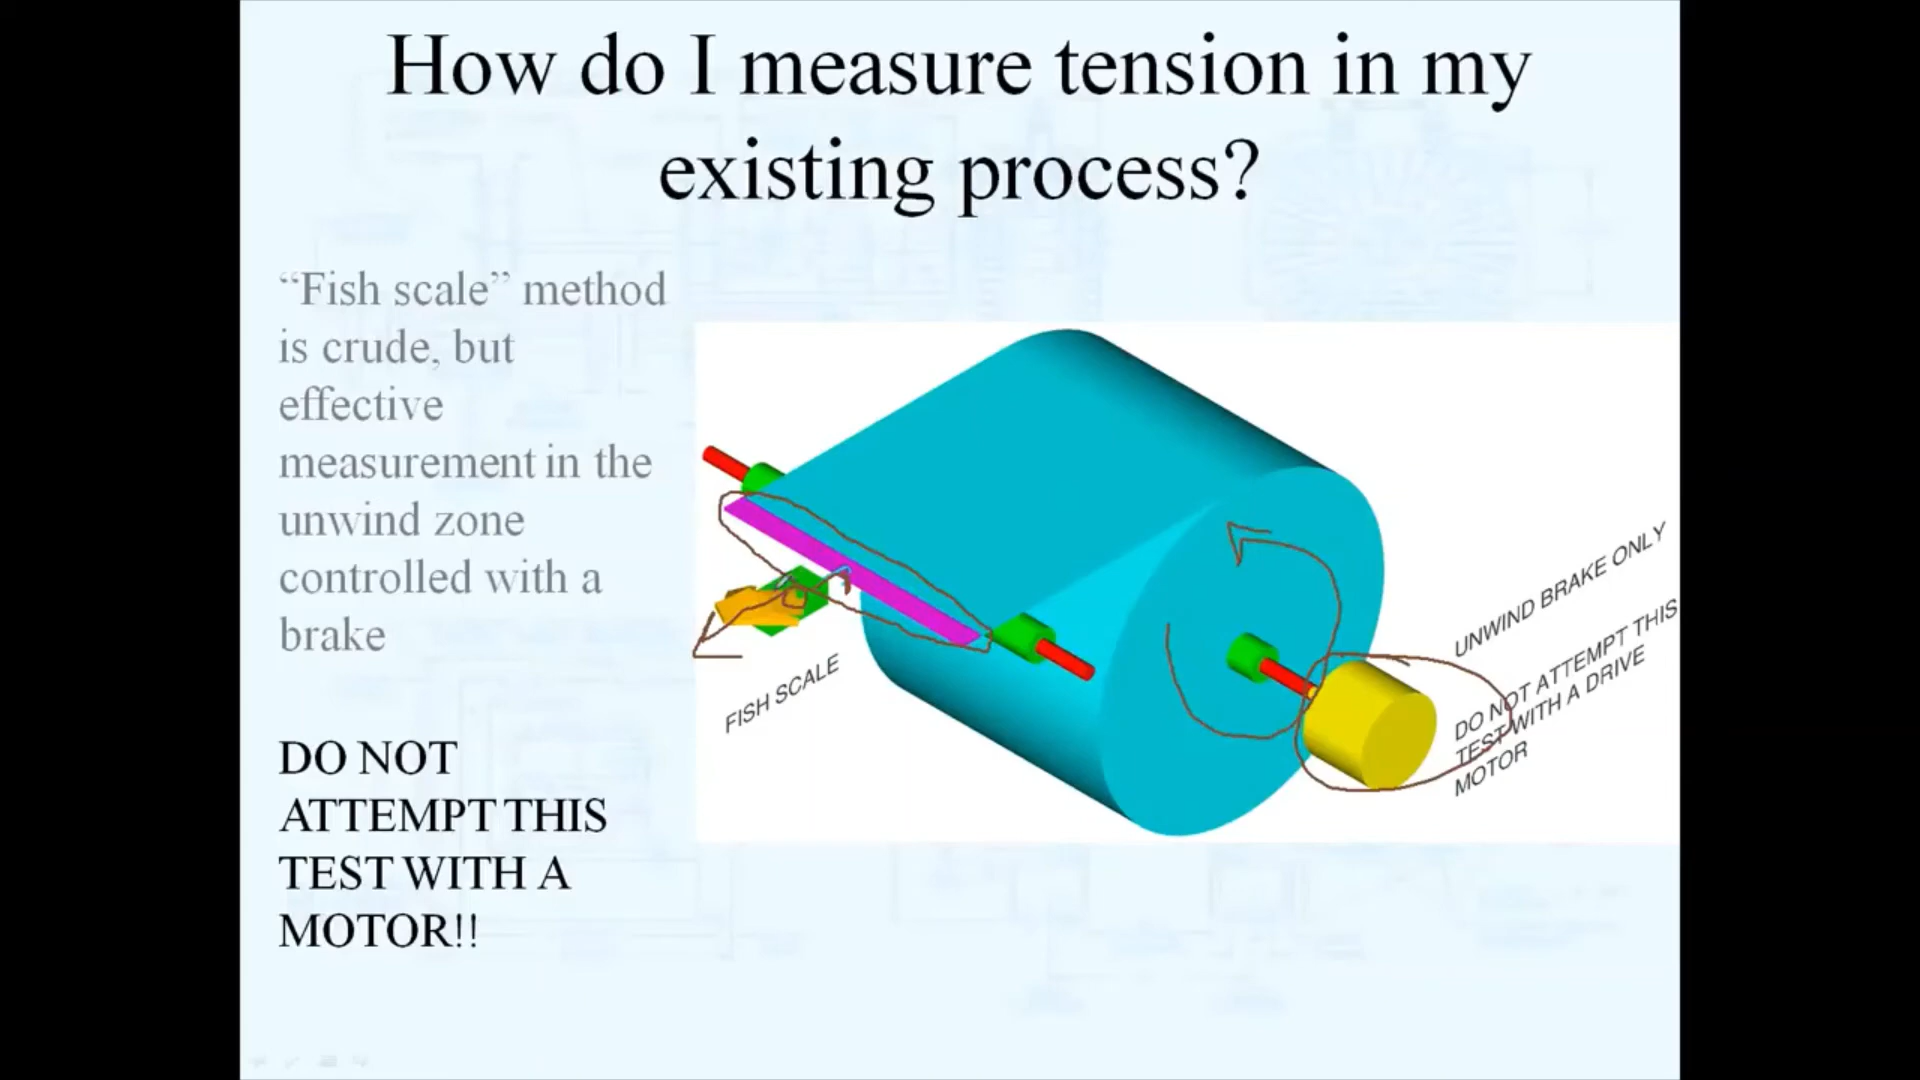 How do I measure tension in my
existing process?
“Fish scale” method
is crude, but
effective
measurement in the
unwind zone
controlled with a
brake
DO NOT
ATTEMPT THIS
TEST WITH A
MOTOR!!
FISH SCALE
UNWIND BRAKE ONLY
DO NOT ATTEMPT THIS
TEST WITH A DRIVE
MOTOR